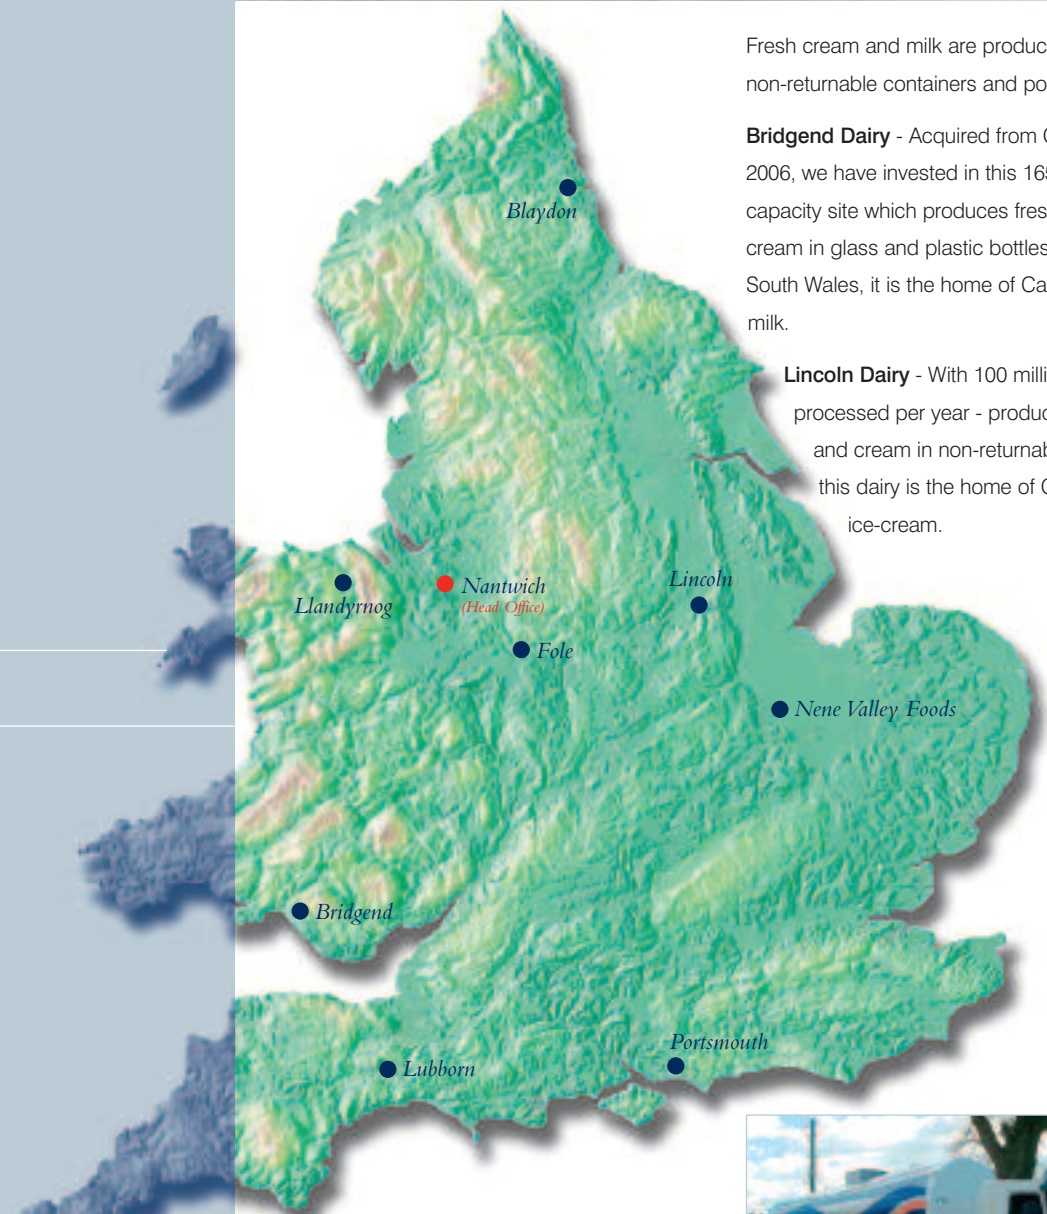 Fresh cream and milk are produc
non-returnable containers and po
Bridgend Dairy - Acquired from
2006, we have invested in this 165
capacity site which produces fres
cream in glass and plastic bottles
South Wales, it is the home of Ca
milk.
Lincoln Dairy - With 100 milli
processed per year - produc
and cream in non-returnab
this dairy is the home of
ice-cream.
Blaydon
Llandyrnog
Nantwich
(Head Office)
Lincoln
Fole
Nene Valley Foods
Bridgend
Portsmouth
Lubborn